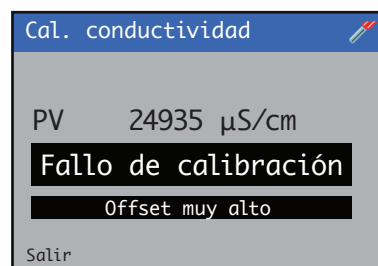 Cal. conductividad
PV 24935 µS/cm
Fallo de calibración
Offset muy alto
Salir